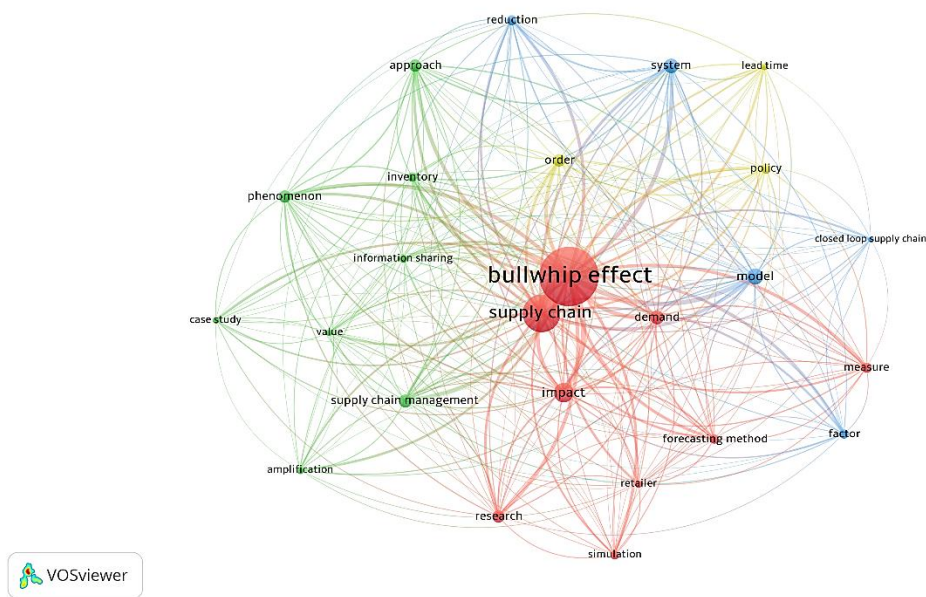 reduction
approach
system
lead time
order
inventory
policy
phenomenon
closed loop supply chain
information sharing
bullwhip effect
model
supply chain
demand
case study
value
measure
supply chain management
impact
factor
forecasting method
amplification
retailer
research
simulation
VOSviewer